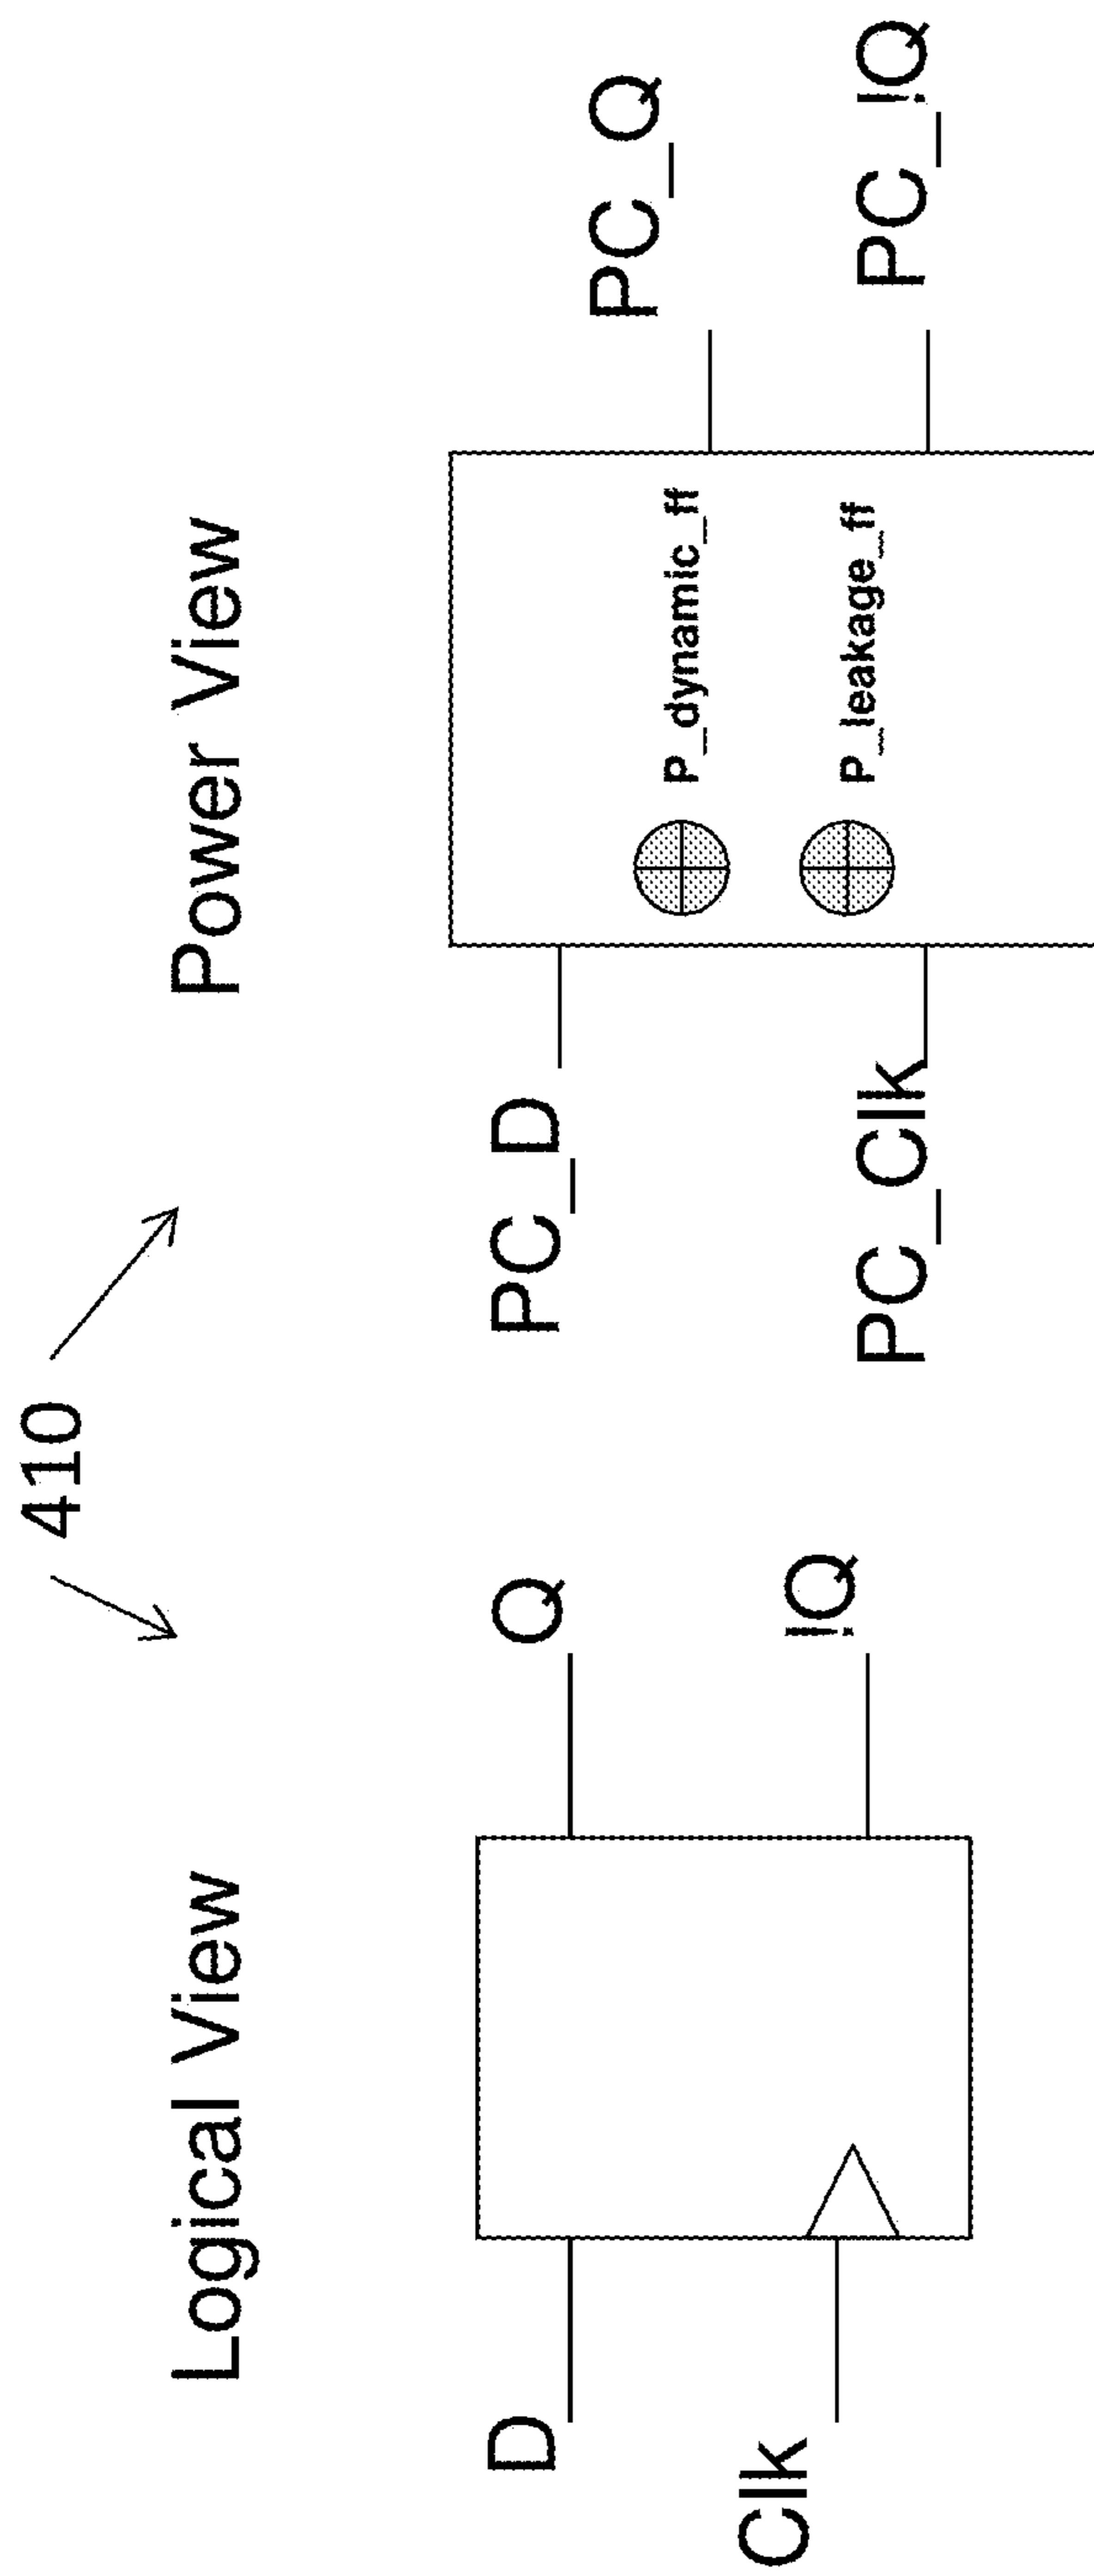 410
Logical View
Power View
D
Clk
Q
!Q
PC_D
PC_Clk
P_dynamic_ff
P_leakage_ff
PC_Q
PC_!Q